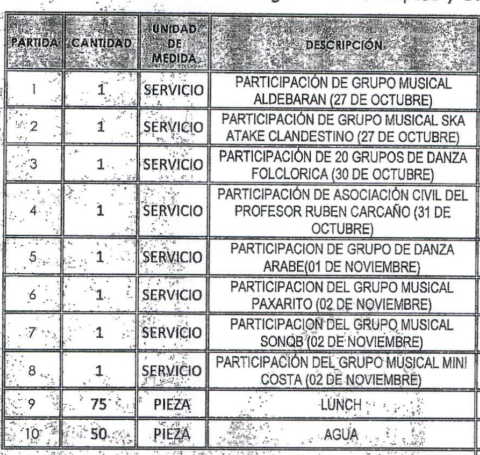 PARTIDA CANTIDAD UNIDAD DE MEDIDA DESCRIPCIÓN
1 1 SERVICIO PARTICIPACIÓN DE GRUPO MUSICAL
ALDEBARAN (27 DE OCTUBRE)
2 1 SERVICIO PARTICIPACIÓN DE GRUPO MUSICAL SKA
ATAKE CLANDESTINO (27 DE OCTUBRE)
3 1 SERVICIO PARTICIPACIÓN DE 20 GRUPOS DE DANZA
FOLCLORICA (30 DE OCTUBRE)
4 1 SERVICIO PARTICIPACIÓN DE ASOCIACIÓN CIVIL DEL
PROFESOR RUBEN CARCAÑO (31 DE
OCTUBRE)
5 1 SERVICIO PARTICIPACION DE GRUPO DE DANZA
ARABE(01 DE NOVIEMBRE)
6 1 SERVICIO PARTICIPACION DEL GRUPO MUSICAL
PAXARITO (02 DE NOVIEMBRE)
7 1 SERVICIO PARTICIPACIÓN DEL GRUPO MUSICAL
SONQB (02 DE NOVIEMBRE)
8 1 SERVICIO PARTICIPACIÓN DEL GRUPO MUSICAL MINI
COSTA (02 DE NOVIEMBRE)
9 75 PIEZA LUNCH
10 50 PIEZA AGUA